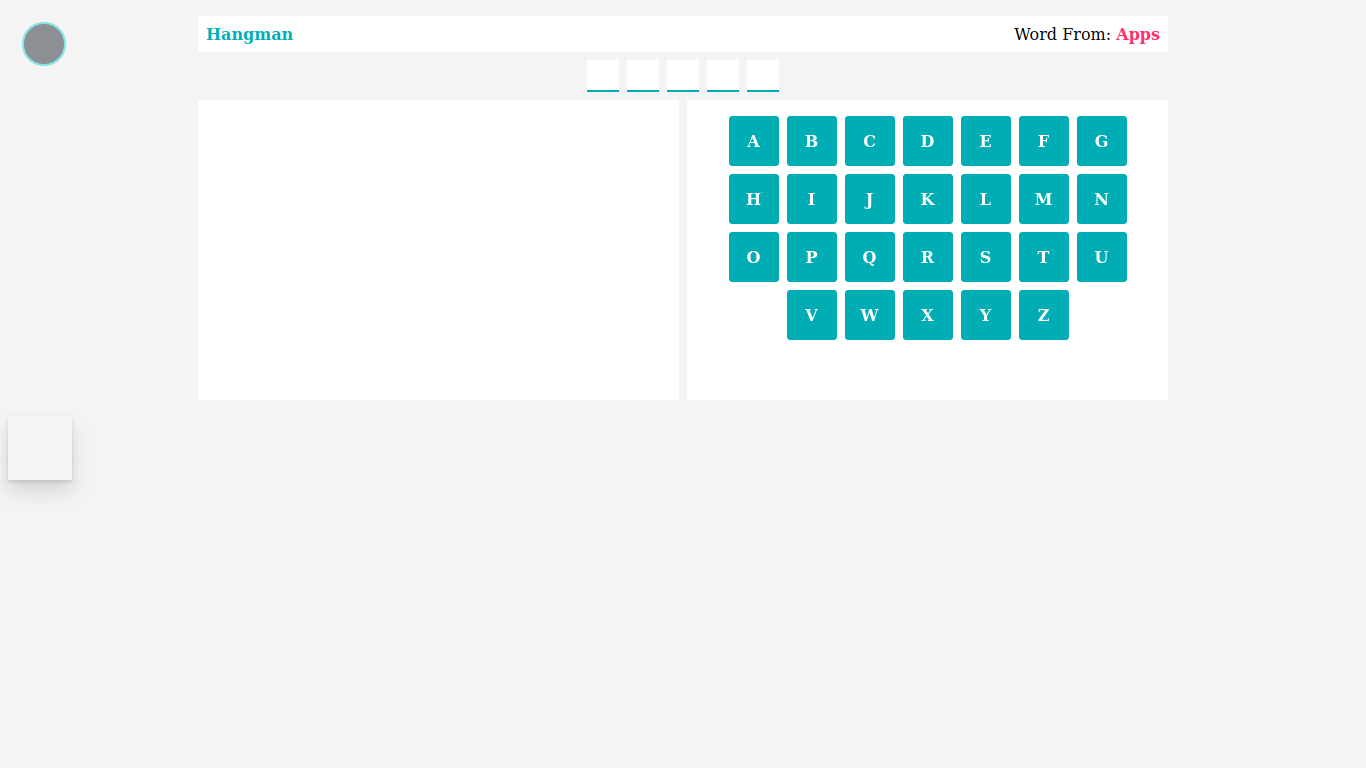 Hangman Word From: Apps
A B C D E F G
H I J K L M N
O P Q R S T U
V W X Y Z